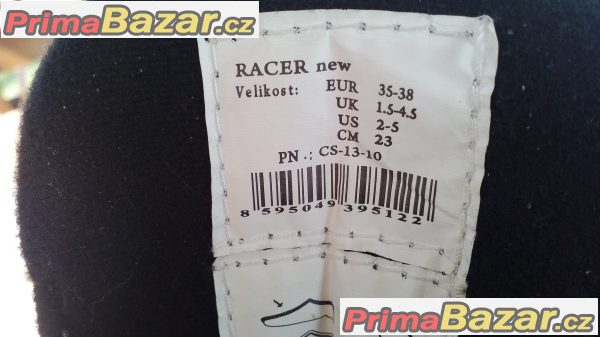 PrimaBazar.cz
RACER new
Velikost: EUR 35-38
UK 1.5-4.5
US 2-5
CM 23
PN .: CS-13-10
8 595049 395122
PrimaBazar.cz